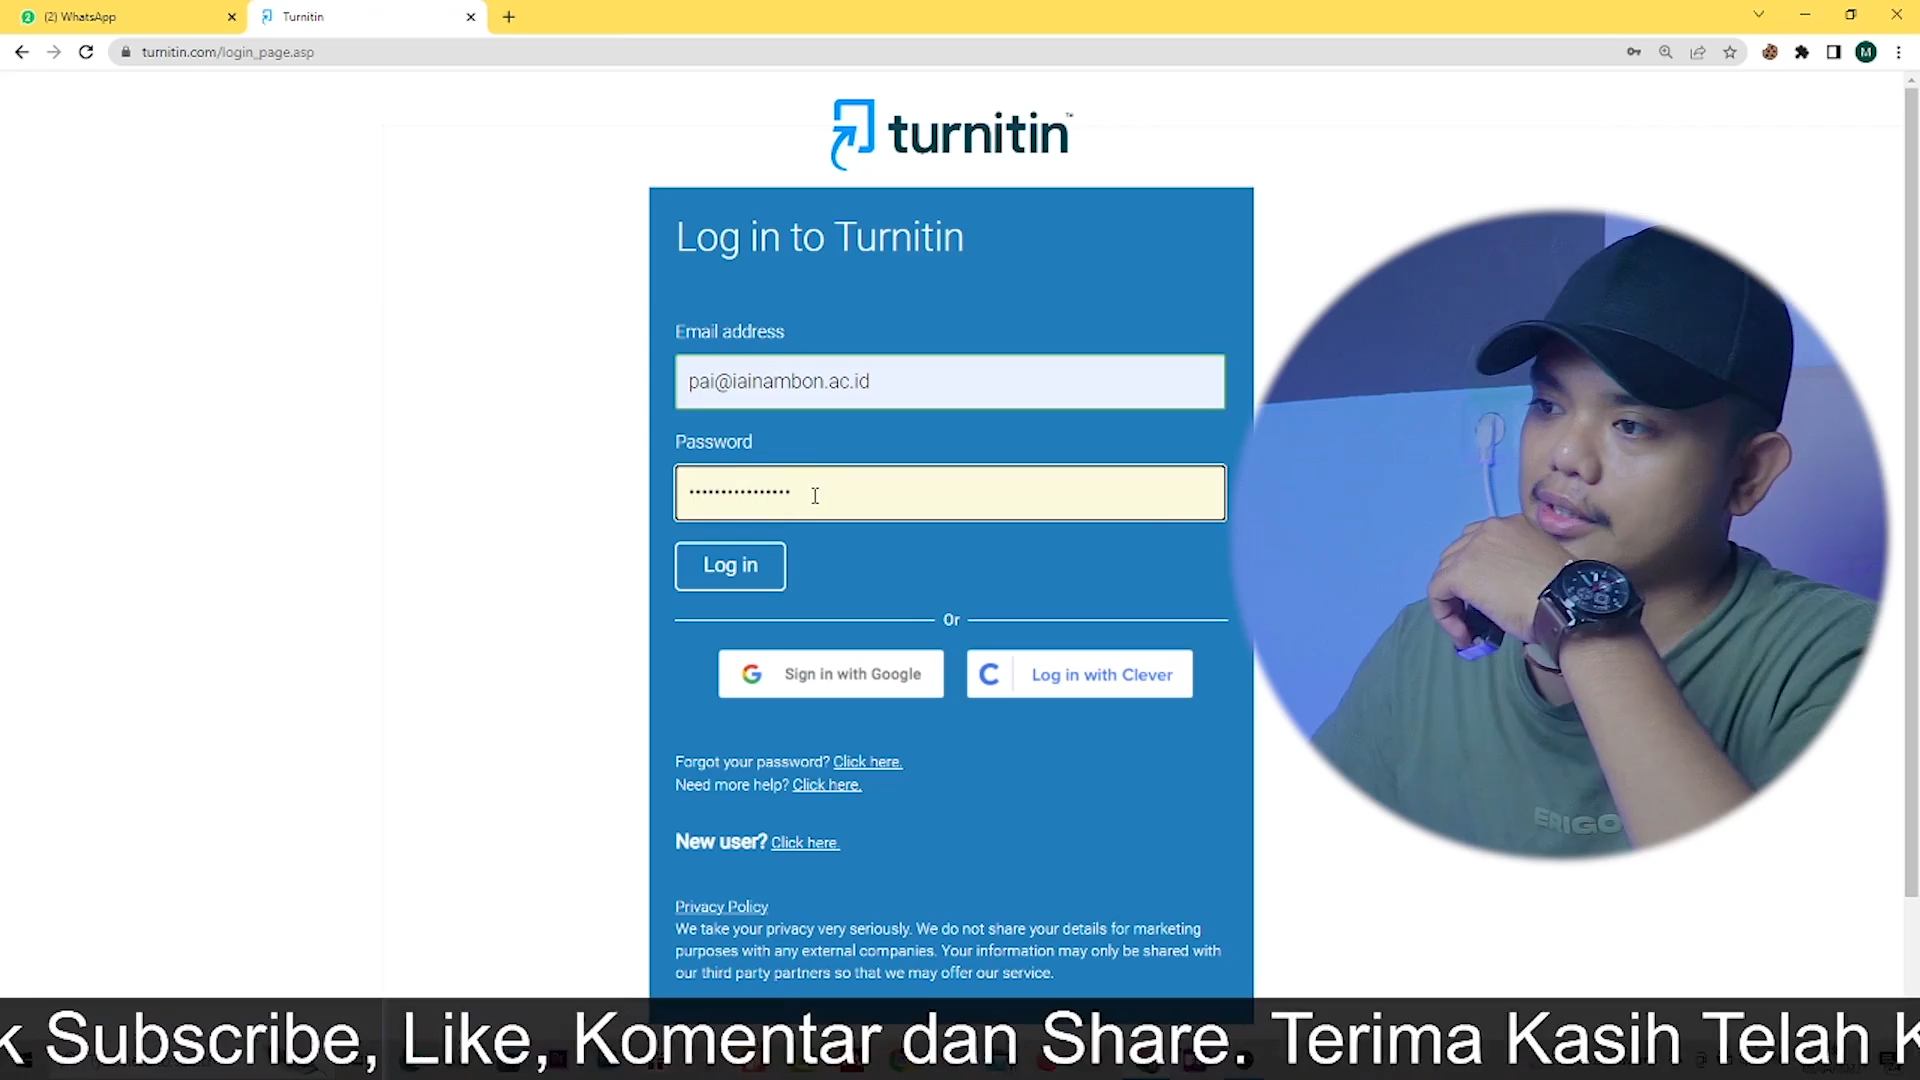 (2) WhatsApp
Turnitin
turnitin.com/login_page.asp
M
turnitin™
Log in to Turnitin
Email address
pai@iainambon.ac.id
Password
••••••••••••••••
Log in
Or
Sign in with Google
C Log in with Clever
Forgot your password? Click here.
Need more help? Click here.
New user? Click here.
ERIGO
Privacy Policy
We take your privacy very seriously. We do not share your details for marketing
purposes with any external companies. Your information may only be shared with
our third party partners so that we may offer our service.
k Subscribe, Like, Komentar dan Share. Terima Kasih Telah K